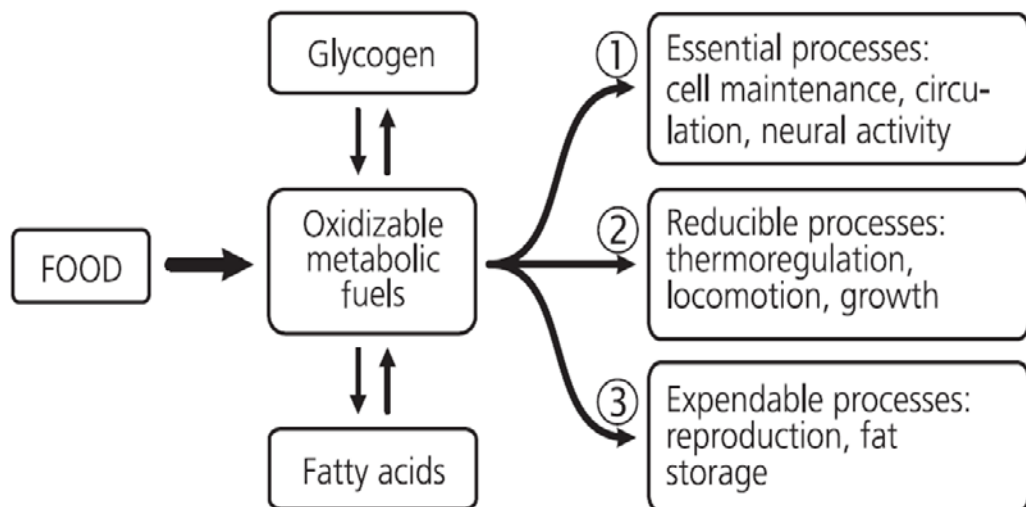 Glycogen
FOOD
Oxidizable
metabolic
fuels
Fatty acids
①
Essential processes:
cell maintenance, circu-
lation, neural activity
②
Reducible processes:
thermoregulation,
locomotion, growth
③
Expendable processes:
reproduction, fat
storage